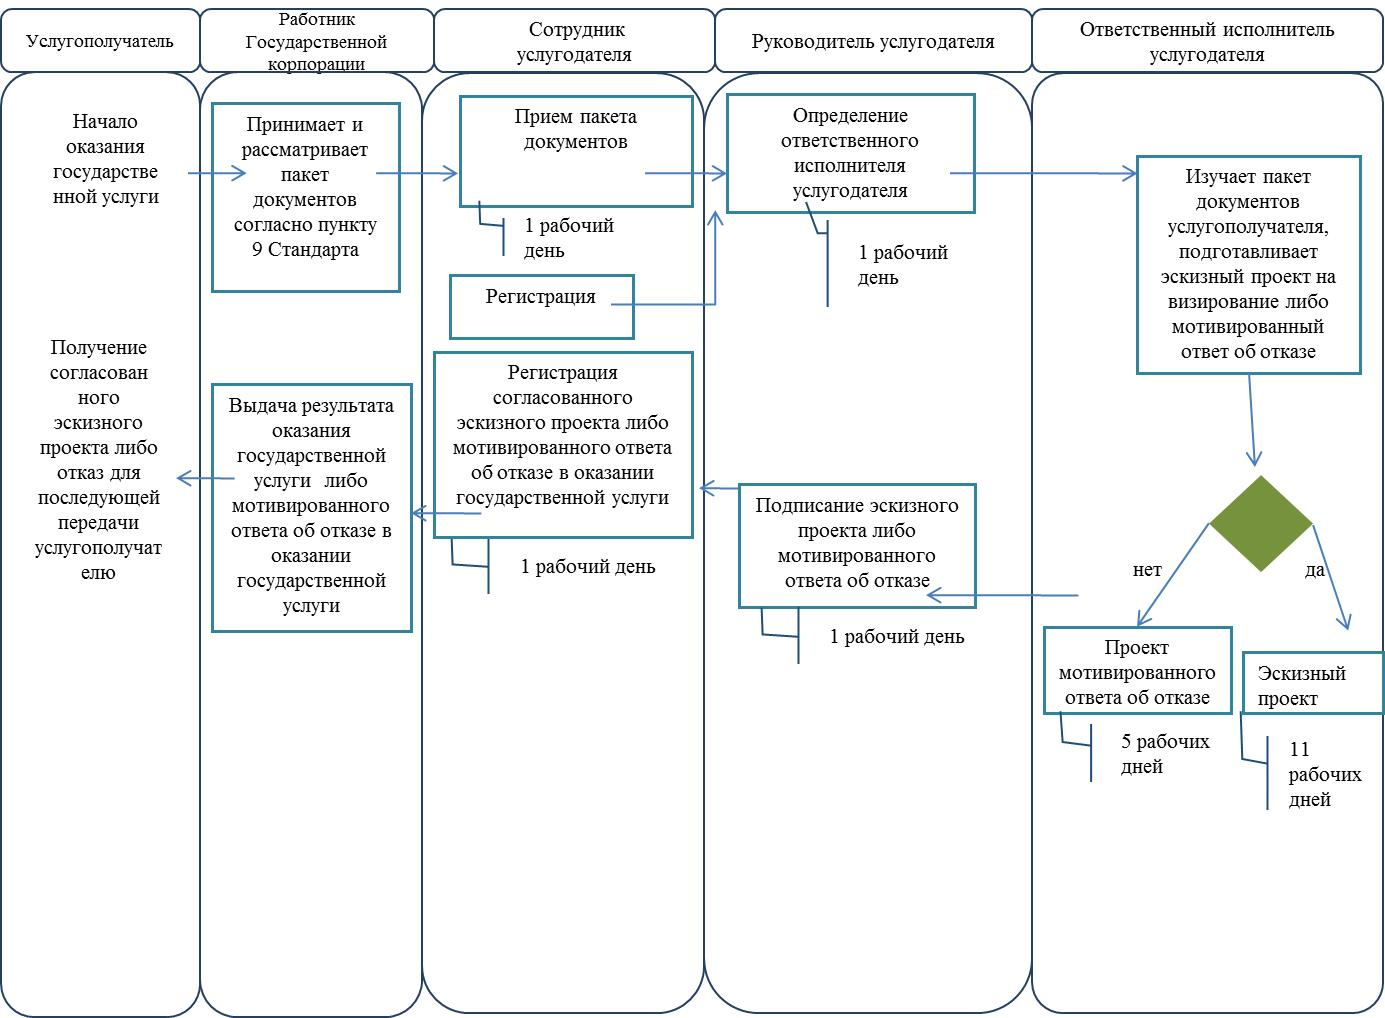 Услугополучатель
Работник
Государственной
корпорации
Сотрудник
услугодателя
Руководитель услугодателя
Ответственный исполнитель
услугодателя
Начало
оказания
государстве
нной услуги
Принимает и
рассматривает
пакет
документов
согласно пункту
9 Стандарта
Прием пакета
документов
1 рабочий
день
Определение
ответственного
исполнителя
услугодателя
1 рабочий
день
Изучает пакет
документов
услугополучателя,
подготавливает
эскизный проект на
визирование либо
мотивированный
ответ об отказе
Регистрация
Получение
согласован
ного
эскизного
проекта либо
отказ для
последующей
передачи
услугополучат
елю
Выдача результата
оказания
государственной
услуги либо
мотивированного
ответа об отказе в
оказании
государственной
услуги
Регистрация
согласованного
эскизного проекта либо
мотивированного ответа
об отказе в оказании
государственной услуги
1 рабочий день
Подписание эскизного
проекта либо
мотивированного
ответа об отказе
1 рабочий день
нет
да
Проект
мотивированного
ответа об отказе
5 рабочих
дней
Эскизный
проект
11
рабочих
дней